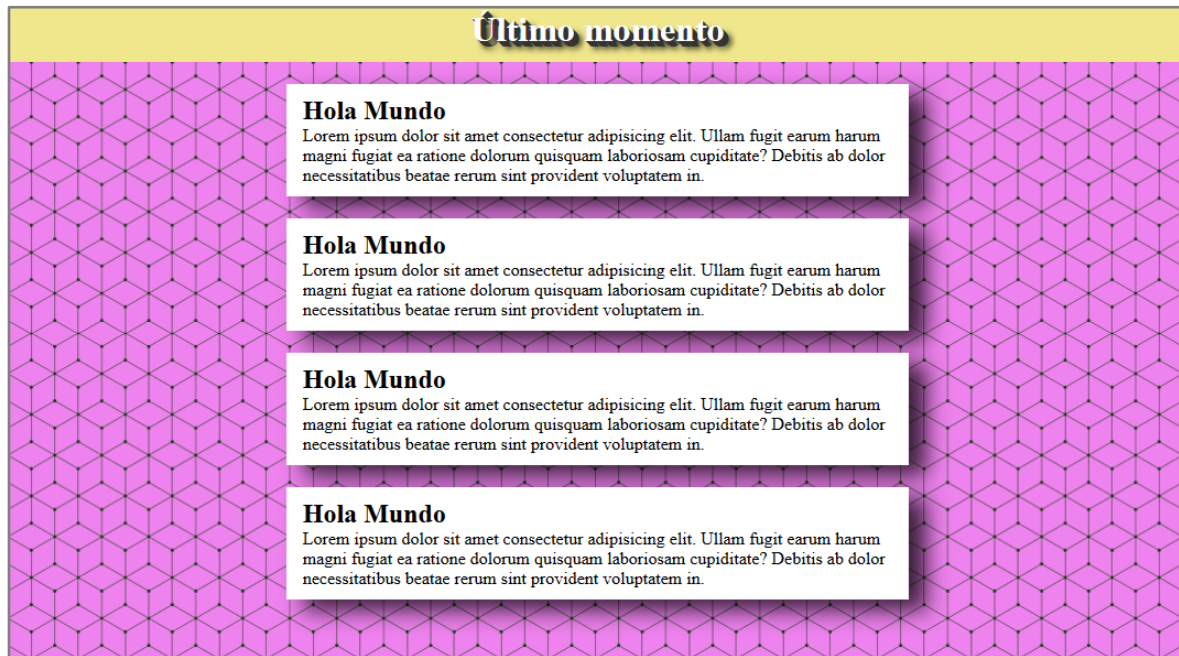 Último momento
Hola Mundo
Lorem ipsum dolor sit amet consectetur adipisicing elit. Ullam fugit earum harum
magni fugiat ea ratione dolorum quisquam laboriosam cupiditate? Debitis ab dolor
necessitatibus beatae rerum sint provident voluptatem in.
Hola Mundo
Lorem ipsum dolor sit amet consectetur adipisicing elit. Ullam fugit earum harum
magni fugiat ea ratione dolorum quisquam laboriosam cupiditate? Debitis ab dolor
necessitatibus beatae rerum sint provident voluptatem in.
Hola Mundo
Lorem ipsum dolor sit amet consectetur adipisicing elit. Ullam fugit earum harum
magni fugiat ea ratione dolorum quisquam laboriosam cupiditate? Debitis ab dolor
necessitatibus beatae rerum sint provident voluptatem in.
Hola Mundo
Lorem ipsum dolor sit amet consectetur adipisicing elit. Ullam fugit earum harum
magni fugiat ea ratione dolorum quisquam laboriosam cupiditate? Debitis ab dolor
necessitatibus beatae rerum sint provident voluptatem in.